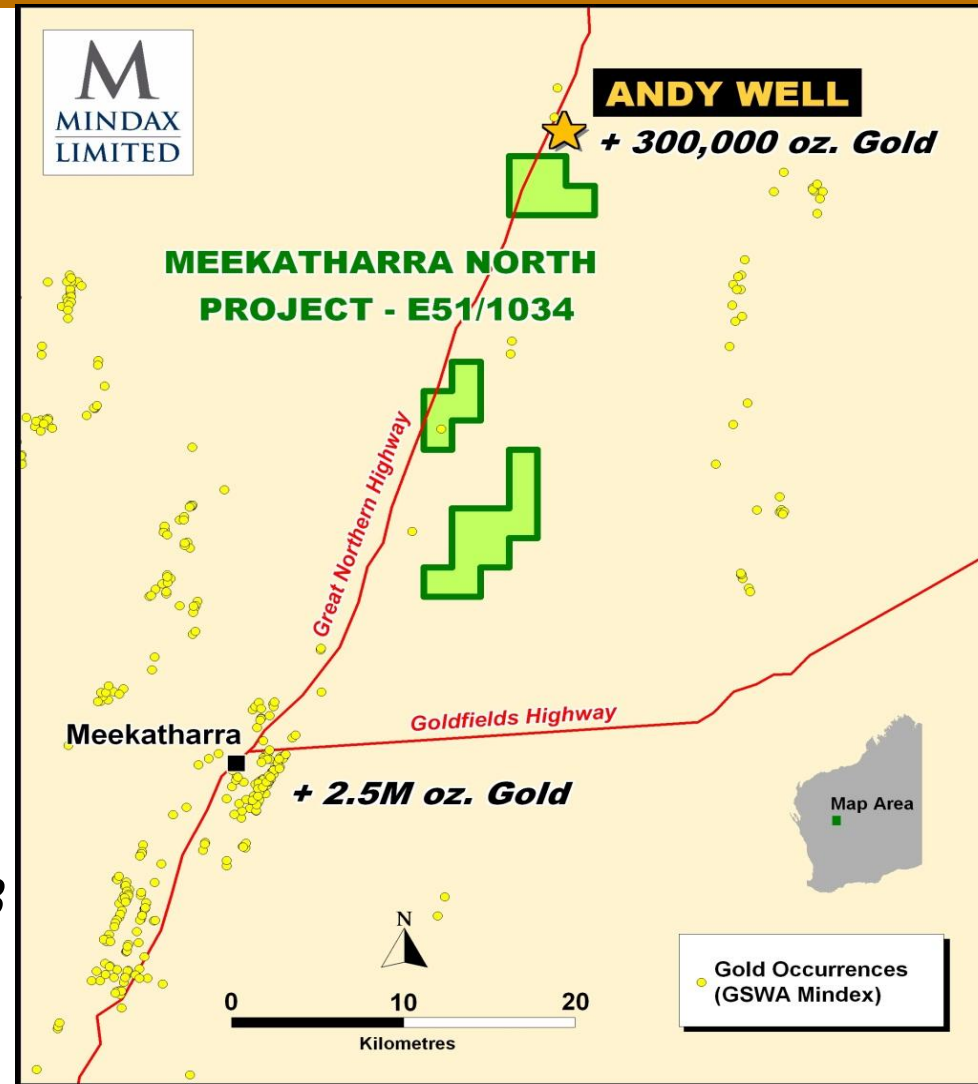 M
MINDAX
LIMITED
ANDY WELL
+ 300,000 oz. Gold
MEEKATHARRA NORTH
PROJECT - E51/1034
Great Northern Highway
Goldfields Highway
Meekatharra
+ 2.5M oz. Gold
Map Area
N
0 10 20
Kilometres
Gold Occurrences
(GSWA Mindex)